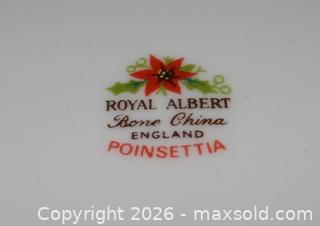 ROYAL ALBERT
Bone China
ENGLAND
POINSETTIA
Copyright © 2026 - maxsold.com